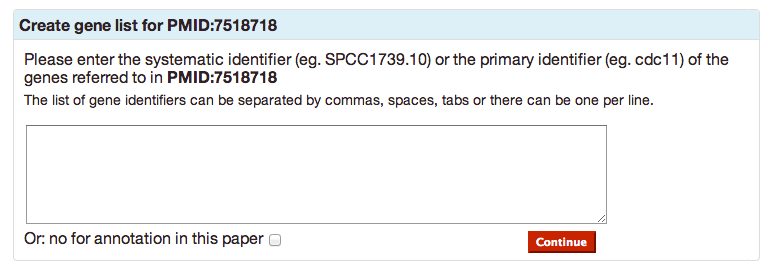 Create gene list for PMID:7518718
Please enter the systematic identifier (eg. SPCC1739.10) or the primary identifier (eg. cdc11) of the
genes referred to in PMID:7518718
The list of gene identifiers can be separated by commas, spaces, tabs or there can be one per line.
Or: no for annotation in this paper
Continue